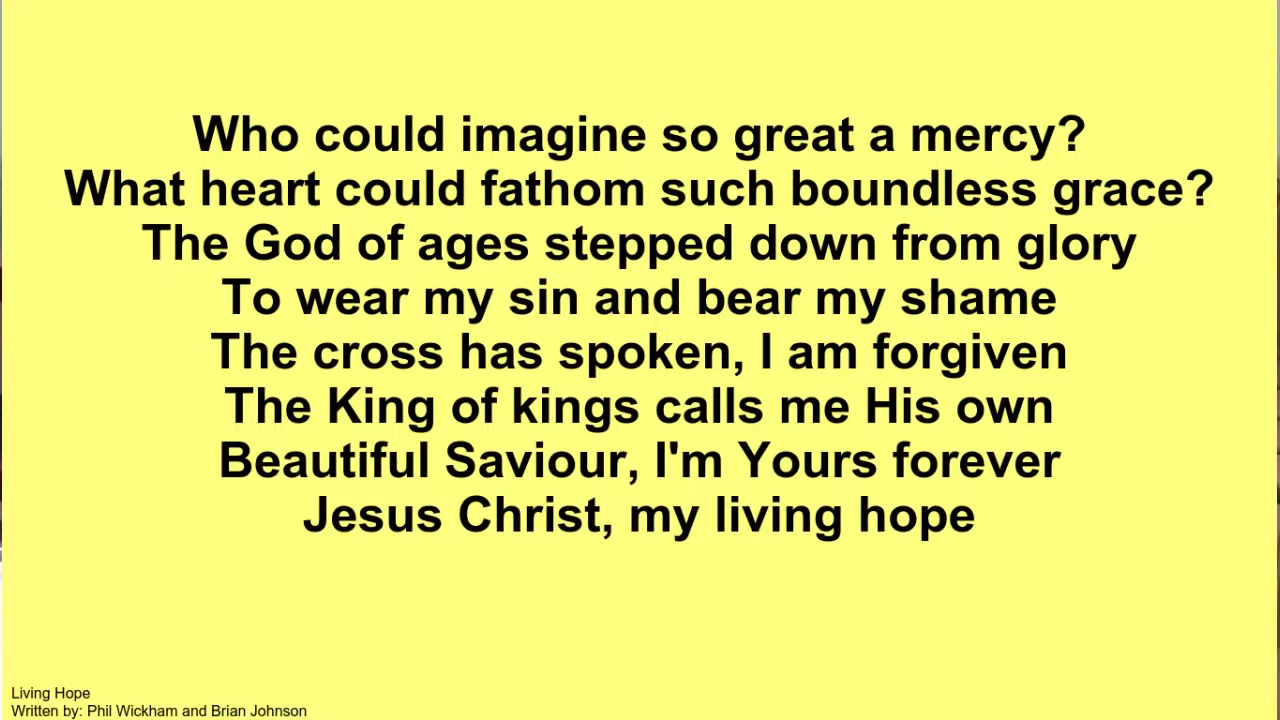 Who could imagine so great a mercy?
What heart could fathom such boundless grace?
The God of ages stepped down from glory
To wear my sin and bear my shame
The cross has spoken, I am forgiven
The King of kings calls me His own
Beautiful Saviour, I'm Yours forever
Jesus Christ, my living hope
Living Hope
Written by: Phil Wickham and Brian Johnson